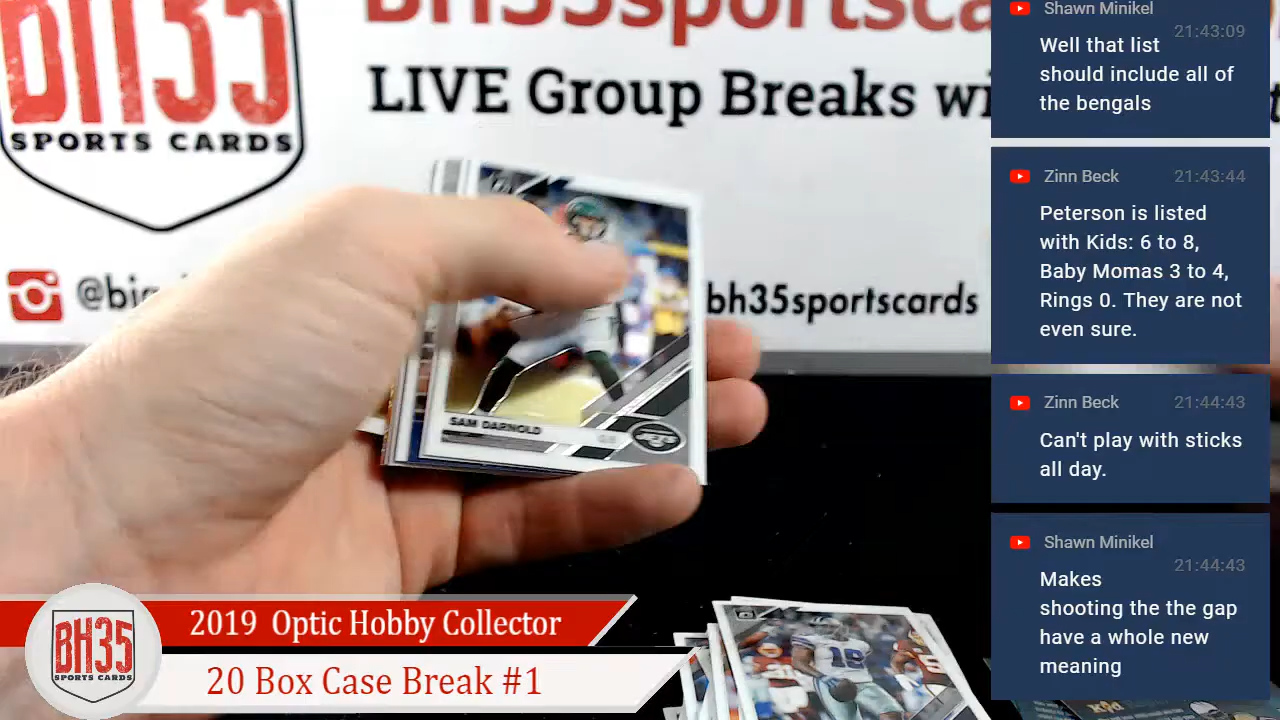 BH35
SPORTS CARDS
BH35sportscards
LIVE Group Breaks
bh35sportscards
SAM DARNOLD
QB
JETS
19
2019 Optic Hobby Collector
20 Box Case Break #1
BH35
SPORTS CARDS
Shawn Minikel
21:43:09
Well that list
should include all of
the bengals
Zinn Beck
21:43:44
Peterson is listed
with Kids: 6 to 8,
Baby Momas 3 to 4,
Rings 0. They are not
even sure.
Zinn Beck
21:44:43
Can't play with sticks
all day.
Shawn Minikel
21:44:43
Makes
shooting the the gap
have a whole new
meaning